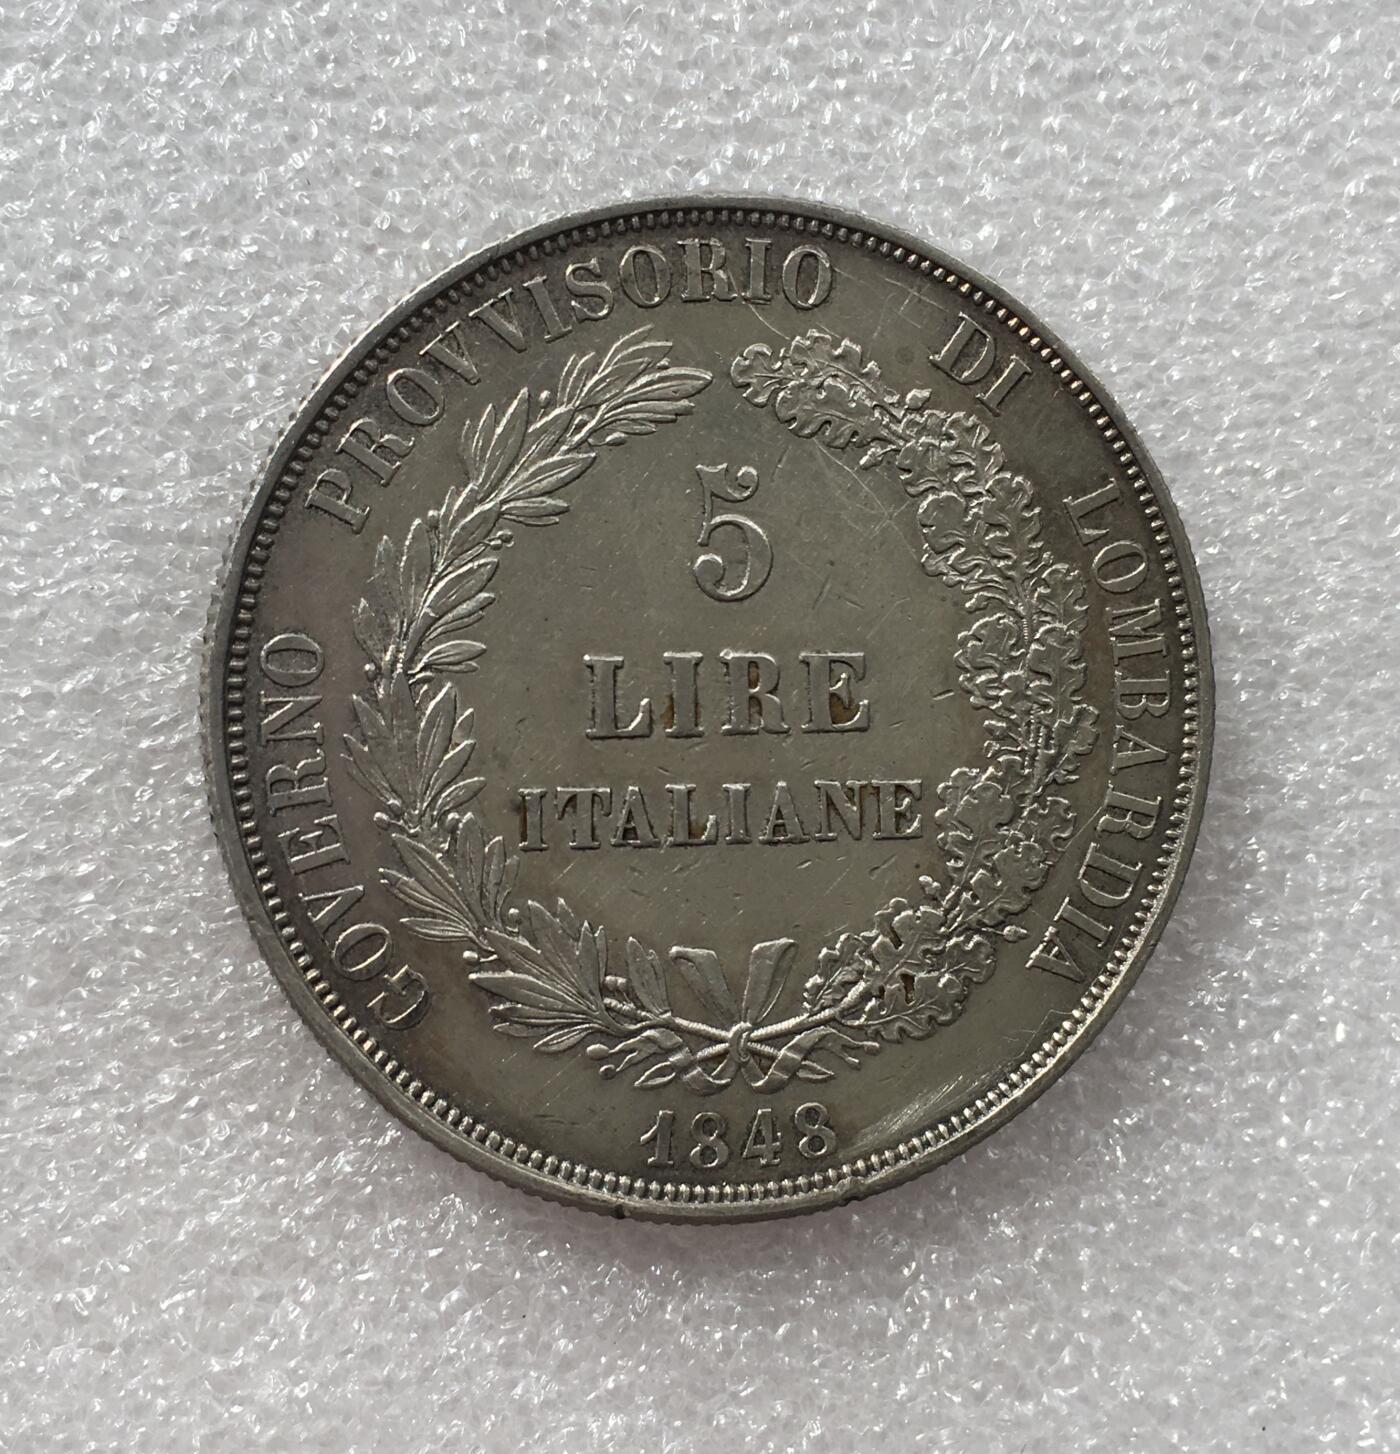 GOVERNO PROVVISORIO DI LOMBARDIA
5
LIRE
ITALIANE
1848